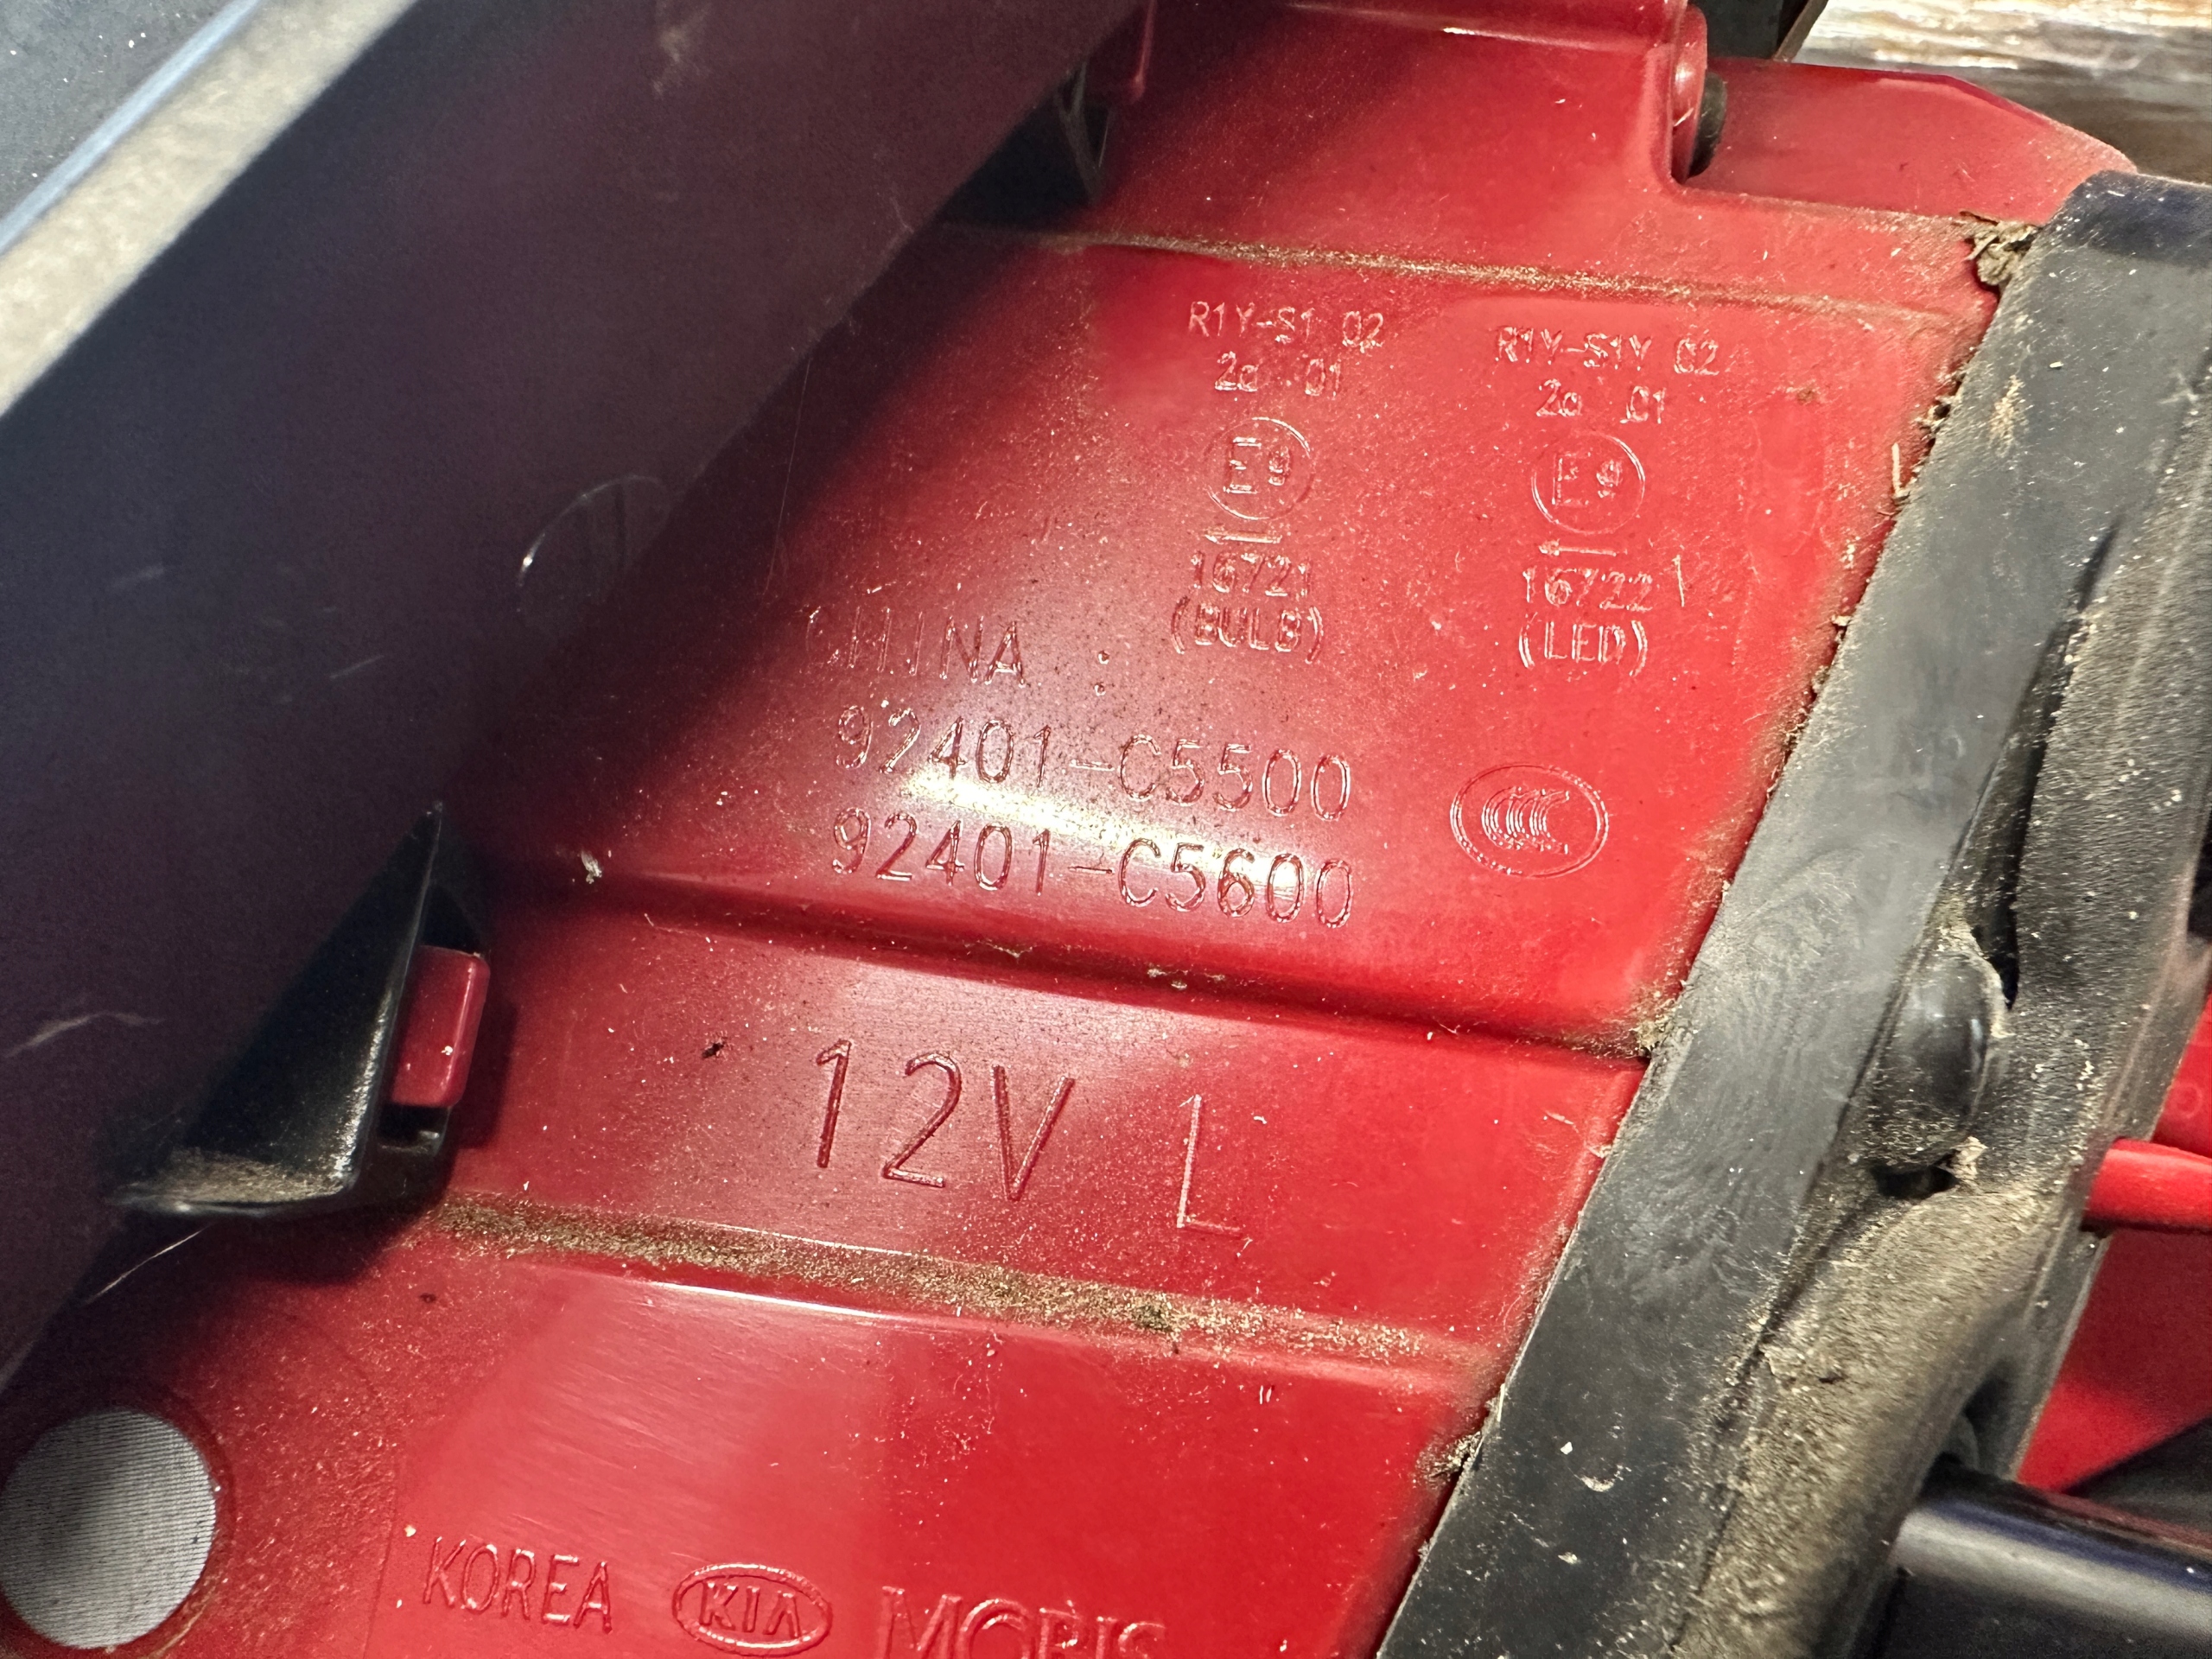 R1Y-S1 02
2a 01
E9
16721
(BULB)
R1Y-S1Y 02
2a 01
E9
16722
(LED)
CHINA :
92401-C5500
92401-C5600
12V L
KOREA KIA MOBIS